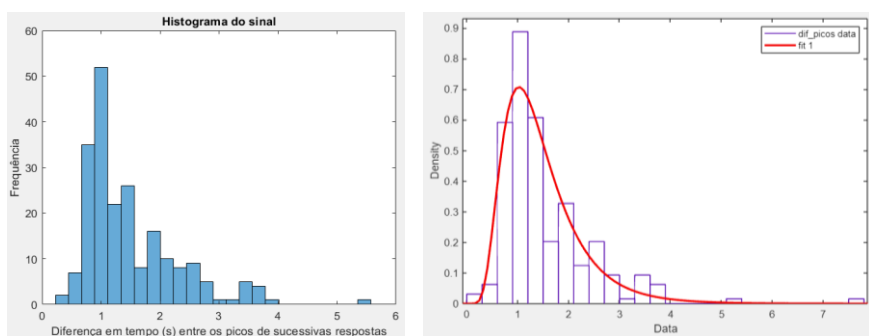 Histograma do sinal
60
50
40
30
20
10
0
Frequência
0 1 2 3 4 5 6
Diferença em tempo (s) entre os picos de sucessivas respostas
0.9
0.8
0.7
0.6
0.5
0.4
0.3
0.2
0.1
0
Density
0 1 2 3 4 5 6 7
Data
dif_picos data
fit 1